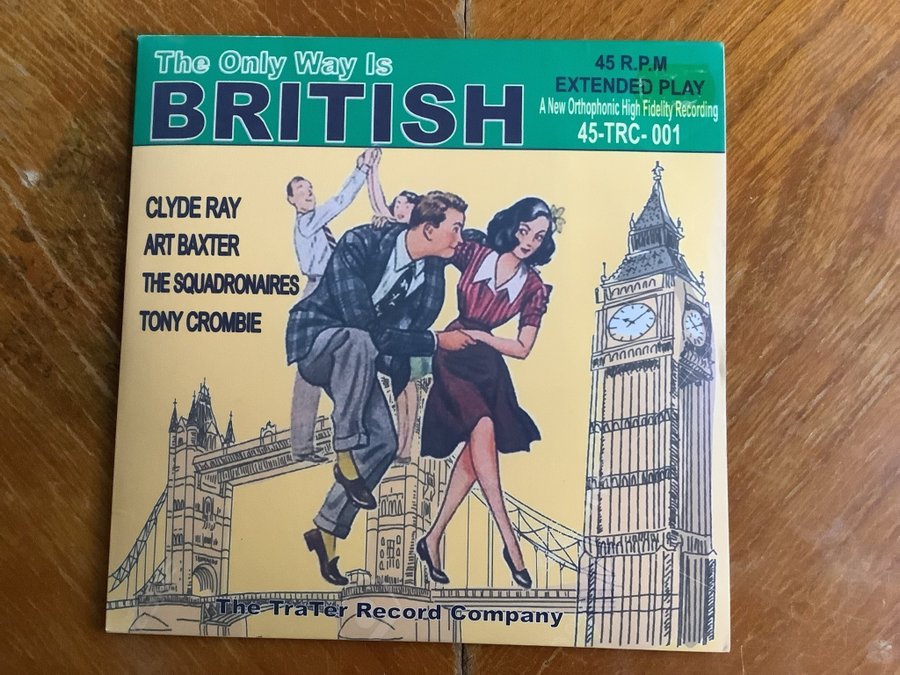 The Only Way Is
BRITISH
45 R.P.M
EXTENDED PLAY
A New Orthophonic High Fidelity Recording
45-TRC- 001
CLYDE RAY
ART BAXTER
THE SQUADRONAIRES
TONY CROMBIE
The TraTer Record Company